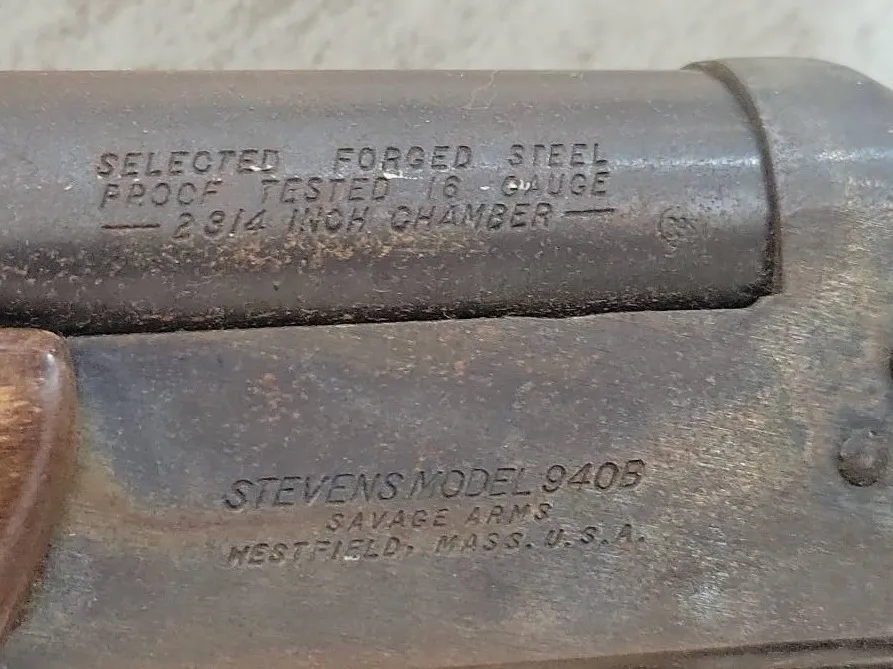 SELECTED FORGED STEEL
PROOF TESTED 16 - GAUGE
— 2 3/4 INCH CHAMBER —
STEVENS MODEL 940B
SAVAGE ARMS
WESTFIELD, MASS. U.S.A.